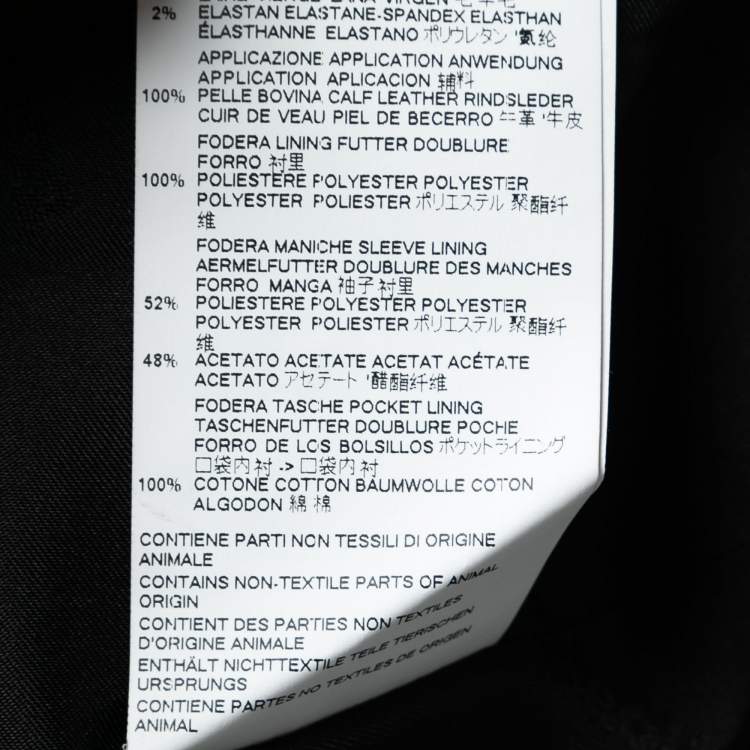 2% ELASTAN ELASTANE-SPANDEX ELASTHAN
ÉLASTHANNE ELASTANO ポリウレタン '氨纶
APPLICAZIONE APPLICATION ANWENDUNG
APPLICATION APLICACION 辅料
100% PELLE BOVINA CALF LEATHER RINDSLEDER
CUIR DE VEAU PIEL DE BECERRO 牛革 '牛皮
FODERA LINING FUTTER DOUBLURE
FORRO 衬里
100% POLIESTERE POLYESTER POLYESTER
POLYESTER POLIESTER ポリエステル 聚酯纤
维
FODERA MANICHE SLEEVE LINING
AERMELFUTTER DOUBLURE DES MANCHES
FORRO MANGA 袖子衬里
52% POLIESTERE POLYESTER POLYESTER
POLYESTER POLIESTER ポリエステル 聚酯纤
维
48% ACETATO ACETATE ACETAT ACÉTATE
ACETATO アセテート '醋酯纤维
FODERA TASCHE POCKET LINING
TASCHENFUTTER DOUBLURE POCHE
FORRO DE LOS BOLSILLOS ポケットライニング
口袋内衬 -> 口袋内衬
100% COTONE COTTON BAUMWOLLE COTON
ALGODON 綿 棉
CONTIENE PARTI NON TESSILI DI ORIGINE
ANIMALE
CONTAINS NON-TEXTILE PARTS OF ANIMAL
ORIGIN
CONTIENT DES PARTIES NON TEXTILES
D'ORIGINE ANIMALE
ENTHÄLT NICHTTEXTILE TEILE TIERISCHEN
URSPRUNGS
CONTIENE PARTES NO TEXTILES DE ORIGEN
ANIMAL